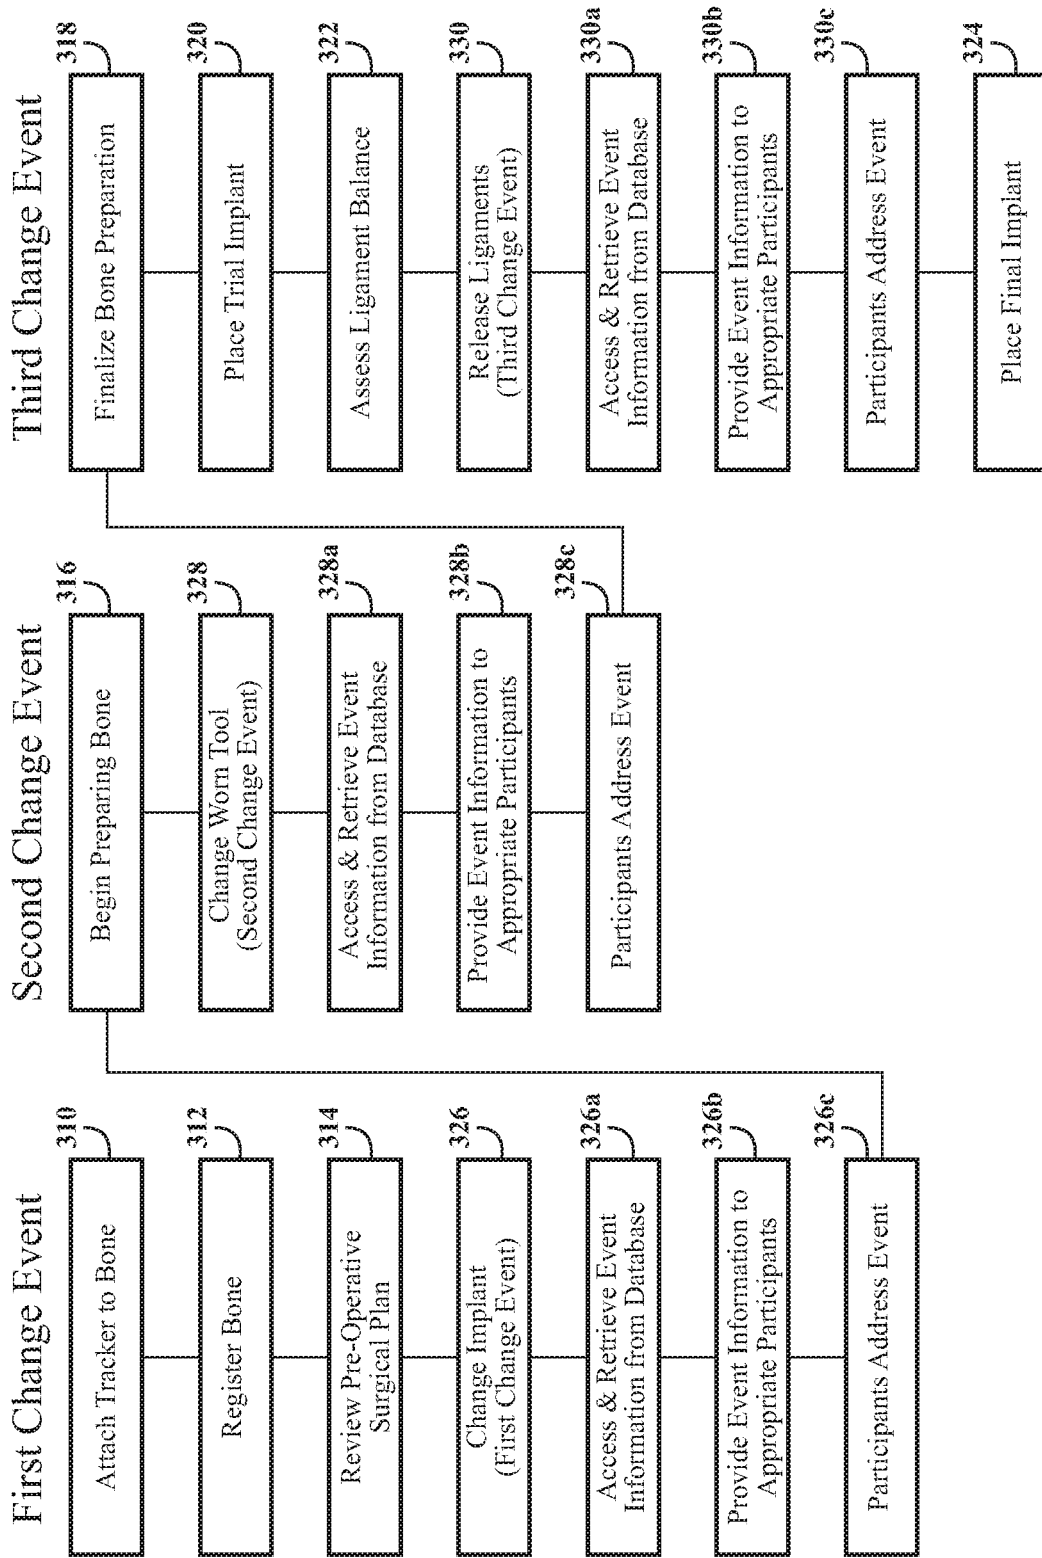 First Change Event
310
Attach Tracker to Bone
312
Register Bone
314
Review Pre-Operative
Surgical Plan
326
Change Implant
(First Change Event)
326a
Access & Retrieve Event
Information from Database
326b
Provide Event Information to
Appropriate Participants
326c
Participants Address Event
Second Change Event
316
Begin Preparing Bone
328
Change Worn Tool
(Second Change Event)
328a
Access & Retrieve Event
Information from Database
328b
Provide Event Information to
Appropriate Participants
328c
Participants Address Event
Third Change Event
318
Finalize Bone Preparation
320
Place Trial Implant
322
Assess Ligament Balance
330
Release Ligaments
(Third Change Event)
330a
Access & Retrieve Event
Information from Database
330b
Provide Event Information to
Appropriate Participants
330c
Participants Address Event
324
Place Final Implant